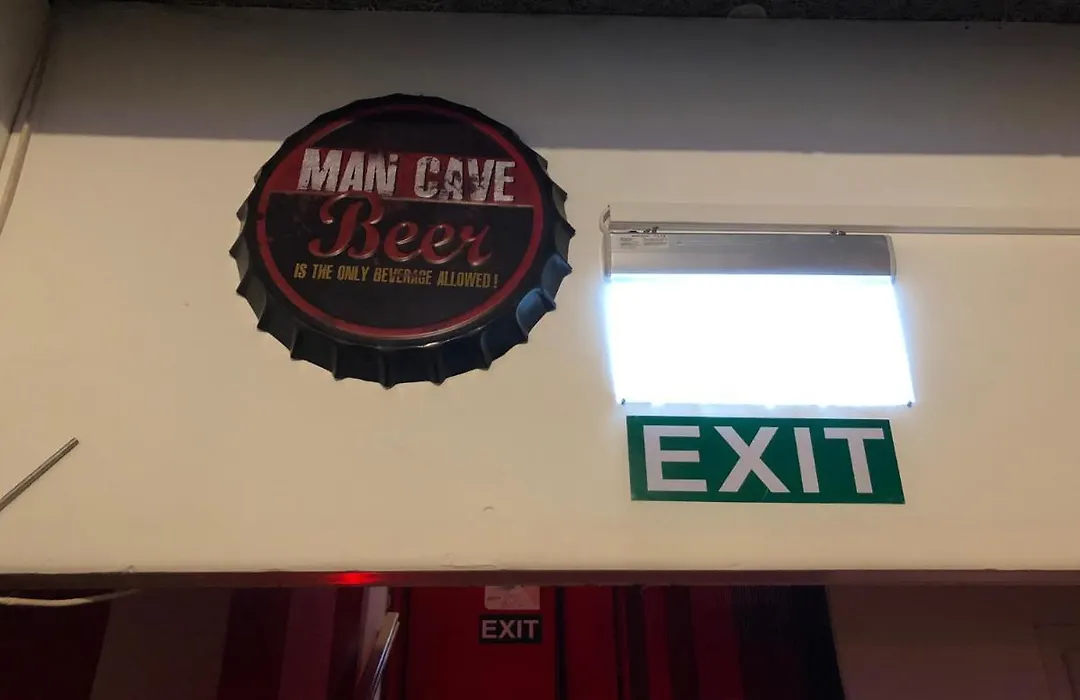 MAN CAVE
Beer
IS THE ONLY BEVERAGE ALLOWED!
EXIT
EXIT